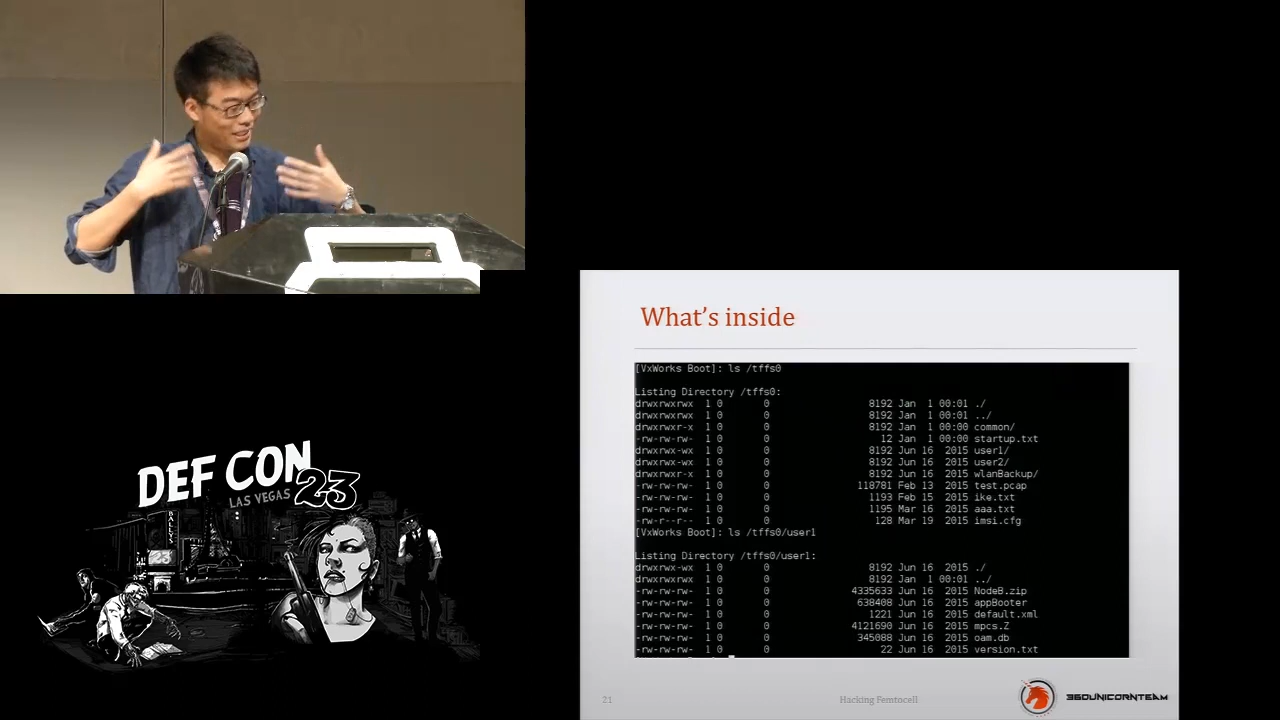 DEF CON
LAS VEGAS 23
BALLYS
What's inside
[VxWorks Boot]: ls /tffs0
Listing Directory /tffs0:
drwxrwxrwx 1 0 0 8192 Jan 1 00:01 ./
drwxrwxrwx 1 0 0 8192 Jan 1 00:01 ../
drwxrwxr-x 1 0 0 8192 Jan 1 00:00 common/
-rw-rw-rw- 1 0 0 12 Jan 1 00:00 startup.txt
drwxrwx-wx 1 0 0 8192 Jun 16 2015 user1/
drwxrwx-wx 1 0 0 8192 Jun 16 2015 user2/
drwxrwxr-x 1 0 0 8192 Jun 16 2015 wlanBackup/
-rw-rw-rw- 1 0 0 118781 Feb 13 2015 test.pcap
-rw-rw-rw- 1 0 0 1193 Feb 15 2015 ike.txt
-rw-rw-rw- 1 0 0 1195 Mar 16 2015 aaa.txt
-rw-r--r-- 1 0 0 128 Mar 19 2015 imsi.cfg
[VxWorks Boot]: ls /tffs0/user1
Listing Directory /tffs0/user1:
drwxrwx-wx 1 0 0 8192 Jun 16 2015 ./
drwxrwxrwx 1 0 0 8192 Jan 1 00:01 ../
-rw-rw-rw- 1 0 0 4335633 Jun 16 2015 NodeB.zip
-rw-rw-rw- 1 0 0 638408 Jun 16 2015 appBooter
-rw-rw-rw- 1 0 0 1221 Jun 16 2015 default.xml
-rw-rw-rw- 1 0 0 4121690 Jun 16 2015 mpcs.Z
-rw-rw-rw- 1 0 0 345088 Jun 16 2015 oam.db
-rw-rw-rw- 1 0 0 22 Jun 16 2015 version.txt
21
Hacking Femtocell
360UNICORNTEAM